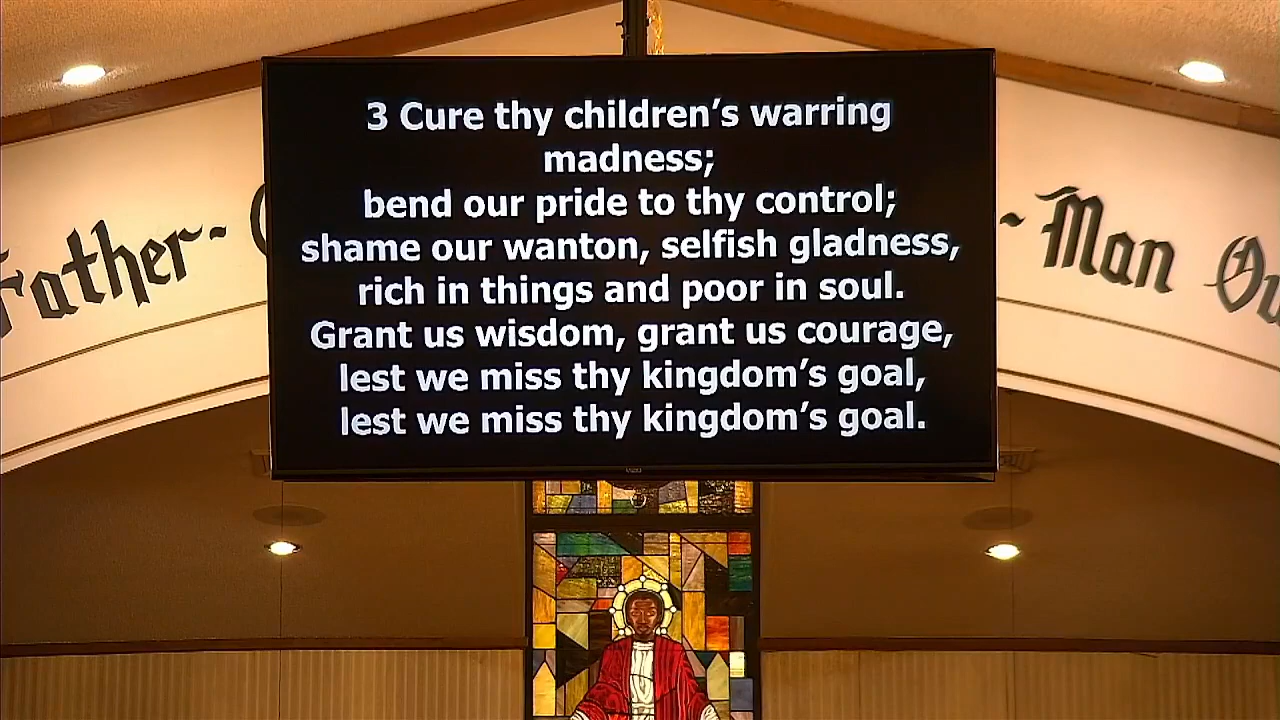 3 Cure thy children’s warring
madness;
bend our pride to thy control;
shame our wanton, selfish gladness,
rich in things and poor in soul.
Grant us wisdom, grant us courage,
lest we miss thy kingdom’s goal,
lest we miss thy kingdom’s goal.
Father-
- Man